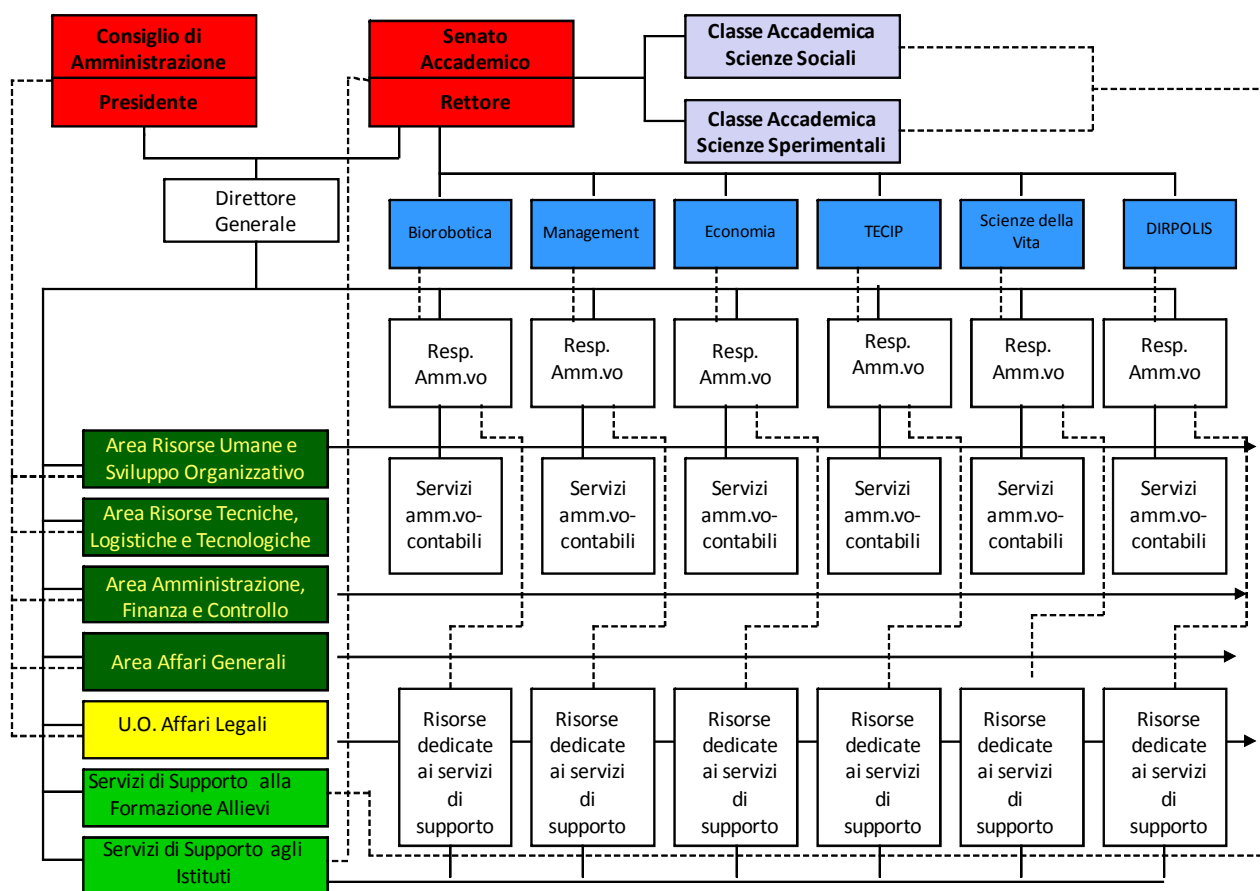 Consiglio di
Amministrazione
Presidente
Senato
Accademico
Rettore
Classe Accademica
Scienze Sociali
Classe Accademica
Scienze Sperimentali
Direttore
Generale
Biorobotica
Management
Economia
TECIP
Scienze della
Vita
DIRPOLIS
Resp.
Amm.vo
Resp.
Amm.vo
Resp.
Amm.vo
Resp.
Amm.vo
Resp.
Amm.vo
Resp.
Amm.vo
Area Risorse Umane e
Sviluppo Organizzativo
Area Risorse Tecniche,
Logistiche e Tecnologiche
Area Amministrazione,
Finanza e Controllo
Area Affari Generali
U.O. Affari Legali
Servizi di Supporto alla
Formazione Allievi
Servizi di Supporto agli
Istituti
Servizi
amm.vo-
contabili
Servizi
amm.vo-
contabili
Servizi
amm.vo-
contabili
Servizi
amm.vo-
contabili
Servizi
amm.vo-
contabili
Servizi
amm.vo-
contabili
Risorse
dedicate
ai servizi
di
supporto
Risorse
dedicate
ai servizi
di
supporto
Risorse
dedicate
ai servizi
di
supporto
Risorse
dedicate
ai servizi
di
supporto
Risorse
dedicate
ai servizi
di
supporto
Risorse
dedicate
ai servizi
di
supporto